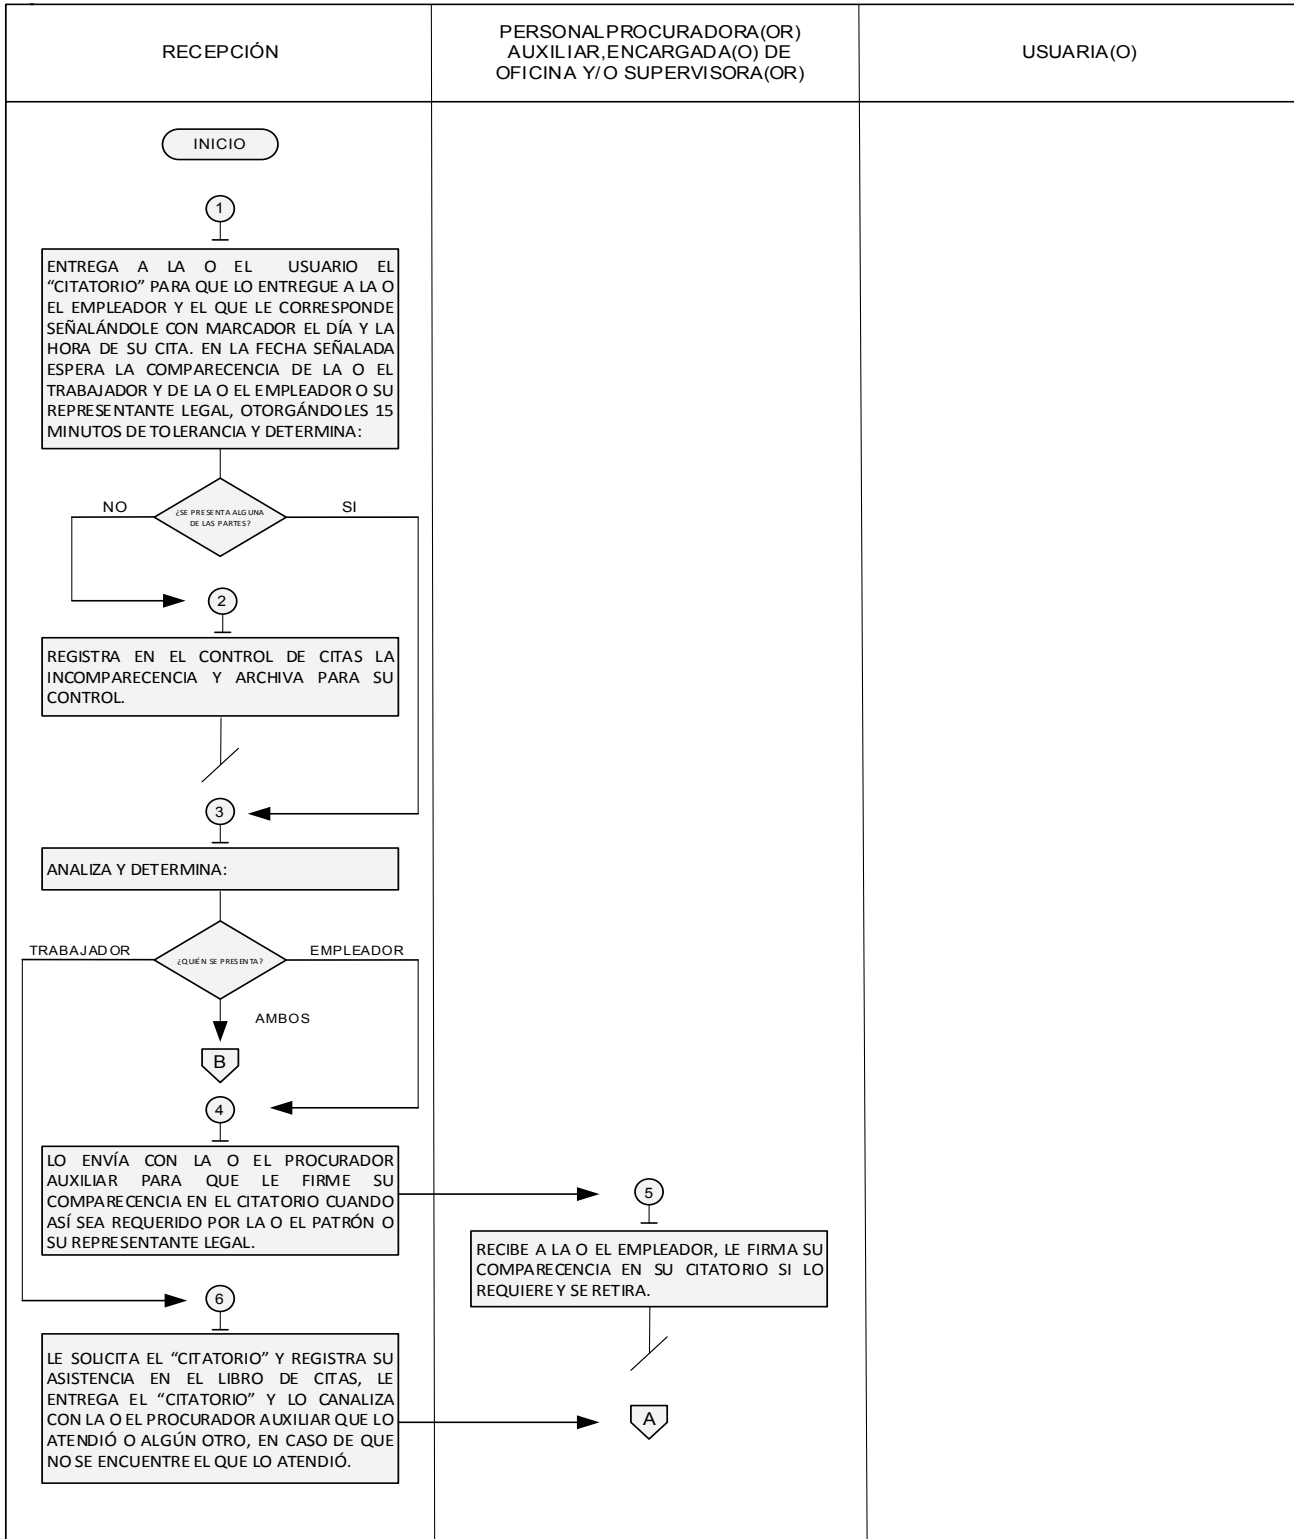 RECEPCIÓN
PERSONAL PROCURADORA(OR)
AUXILIAR, ENCARGADA(O) DE
OFICINA Y/O SUPERVISORA(OR)
USUARIA(O)
INICIO
1
ENTREGA A LA O EL USUARIO EL
“CITATORIO” PARA QUE LO ENTREGUE A LA O
EL EMPLEADOR Y EL QUE LE CORRESPONDE
SEÑALÁNDOLE CON MARCADOR EL DÍA Y LA
HORA DE SU CITA. EN LA FECHA SEÑALADA
ESPERA LA COMPARECENCIA DE LA O EL
TRABAJADOR Y DE LA O EL EMPLEADOR O SU
REPRESENTANTE LEGAL, OTORGÁNDOLES 15
MINUTOS DE TOLERANCIA Y DETERMINA:
NO
¿SE PRESENTA ALGUNA
DE LAS PARTES?
SI
2
REGISTRA EN EL CONTROL DE CITAS LA
INCOMPARECENCIA Y ARCHIVA PARA SU
CONTROL.
3
ANALIZA Y DETERMINA:
TRABAJADOR
¿QUIÉN SE PRESENTA?
EMPLEADOR
AMBOS
B
4
LO ENVÍA CON LA O EL PROCURADOR
AUXILIAR PARA QUE LE FIRME SU
COMPARECENCIA EN EL CITATORIO CUANDO
ASÍ SEA REQUERIDO POR LA O EL PATRÓN O
SU REPRESENTANTE LEGAL.
5
RECIBE A LA O EL EMPLEADOR, LE FIRMA SU
COMPARECENCIA EN SU CITATORIO SI LO
REQUIERE Y SE RETIRA.
6
LE SOLICITA EL “CITATORIO” Y REGISTRA SU
ASISTENCIA EN EL LIBRO DE CITAS, LE
ENTREGA EL “CITATORIO” Y LO CANALIZA
CON LA O EL PROCURADOR AUXILIAR QUE LO
ATENDIÓ O ALGÚN OTRO, EN CASO DE QUE
NO SE ENCUENTRE EL QUE LO ATENDIÓ.
A